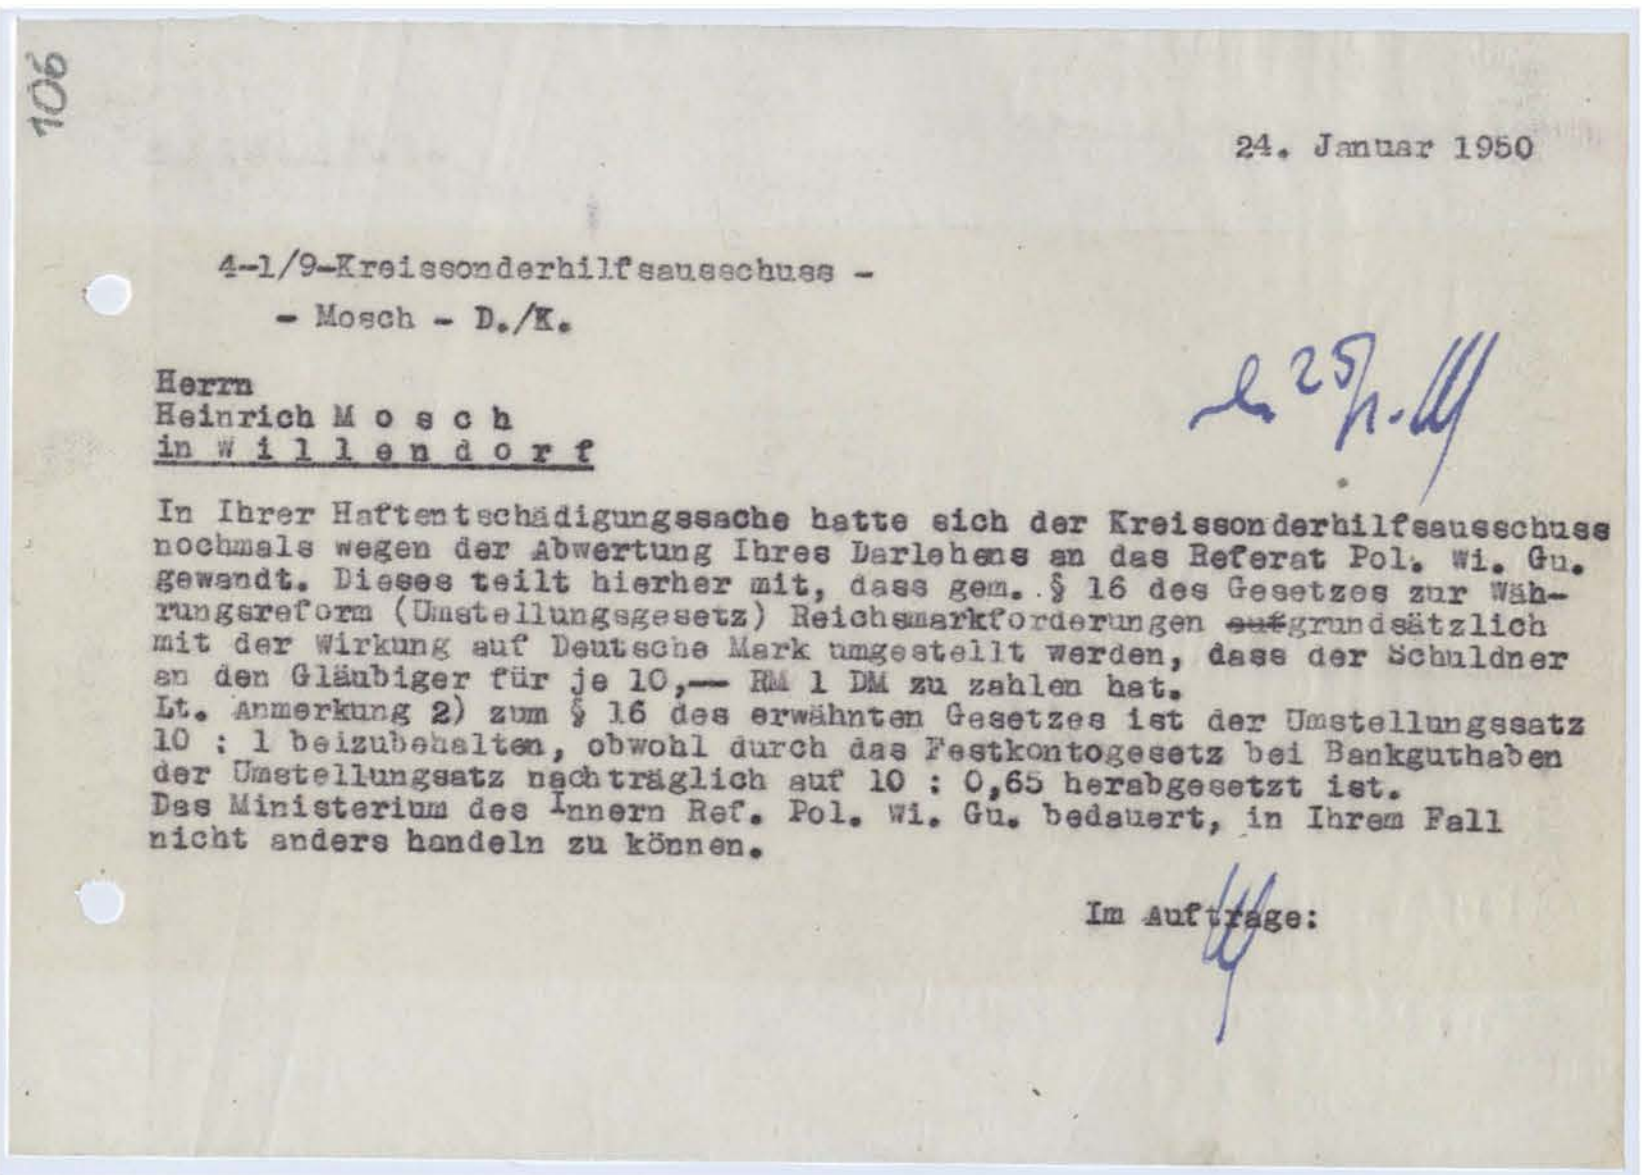 106
24. Januar 1950
4-1/9-Kreissonderhilfsausschuss -
- Mosch - D./K.
25/1.
Herrn
Heinrich M o s c h
in W i l l e n d o r f
In Ihrer Haftentschädigungssache hatte sich der Kreissonderhilfsausschuss
nochmals wegen der Abwertung Ihres Darlehens an das Referat Pol. Wi. Gu.
gewandt. Dieses teilt hierher mit, dass gem. § 16 des Gesetzes zur Wäh-
rungsreform (Umstellungsgesetz) Reichsmarkforderungen aufgrundsätzlich
mit der Wirkung auf Deutsche Mark umgestellt werden, dass der Schuldner
an den Gläubiger für je 10,-- RM 1 DM zu zahlen hat.
Lt. Anmerkung 2) zum § 16 des erwähnten Gesetzes ist der Umstellungssatz
10 : 1 beizubehalten, obwohl durch das Festkontogesetz bei Bankguthaben
der Umstellungsatz nachträglich auf 10 : 0,65 herabgesetzt ist.
Das Ministerium des Innern Ref. Pol. Wi. Gu. bedauert, in Ihrem Fall
nicht anders handeln zu können.
Im Auftrage: